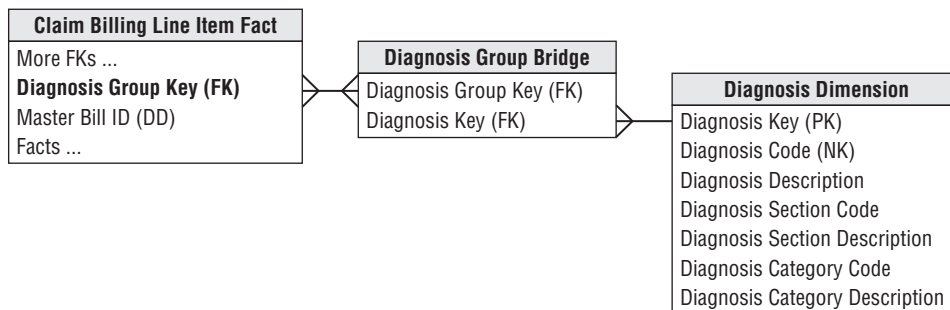 Claim Billing Line Item Fact
More FKs ...
Diagnosis Group Key (FK)
Master Bill ID (DD)
Facts ...
Diagnosis Group Bridge
Diagnosis Group Key (FK)
Diagnosis Key (FK)
Diagnosis Dimension
Diagnosis Key (PK)
Diagnosis Code (NK)
Diagnosis Description
Diagnosis Section Code
Diagnosis Section Description
Diagnosis Category Code
Diagnosis Category Description